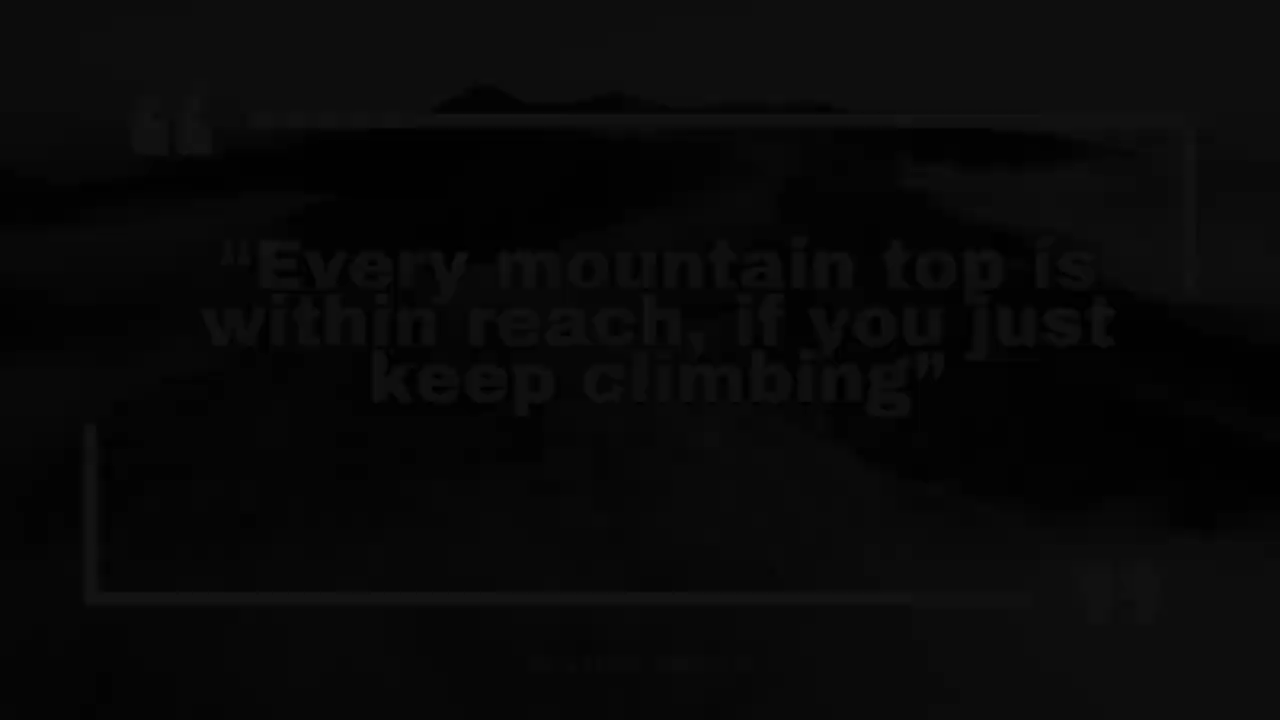 "Every mountain top is
within reach, if you just
keep climbing”